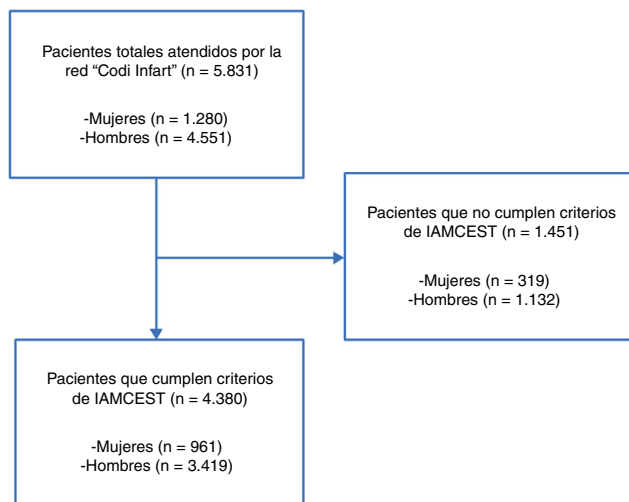 Pacientes totales atendidos por la
red “Codi Infart” (n = 5.831)
-Mujeres (n = 1.280)
-Hombres (n = 4.551)
Pacientes que no cumplen criterios
de IAMCEST (n = 1.451)
-Mujeres (n = 319)
-Hombres (n = 1.132)
Pacientes que cumplen criterios
de IAMCEST (n = 4.380)
-Mujeres (n = 961)
-Hombres (n = 3.419)